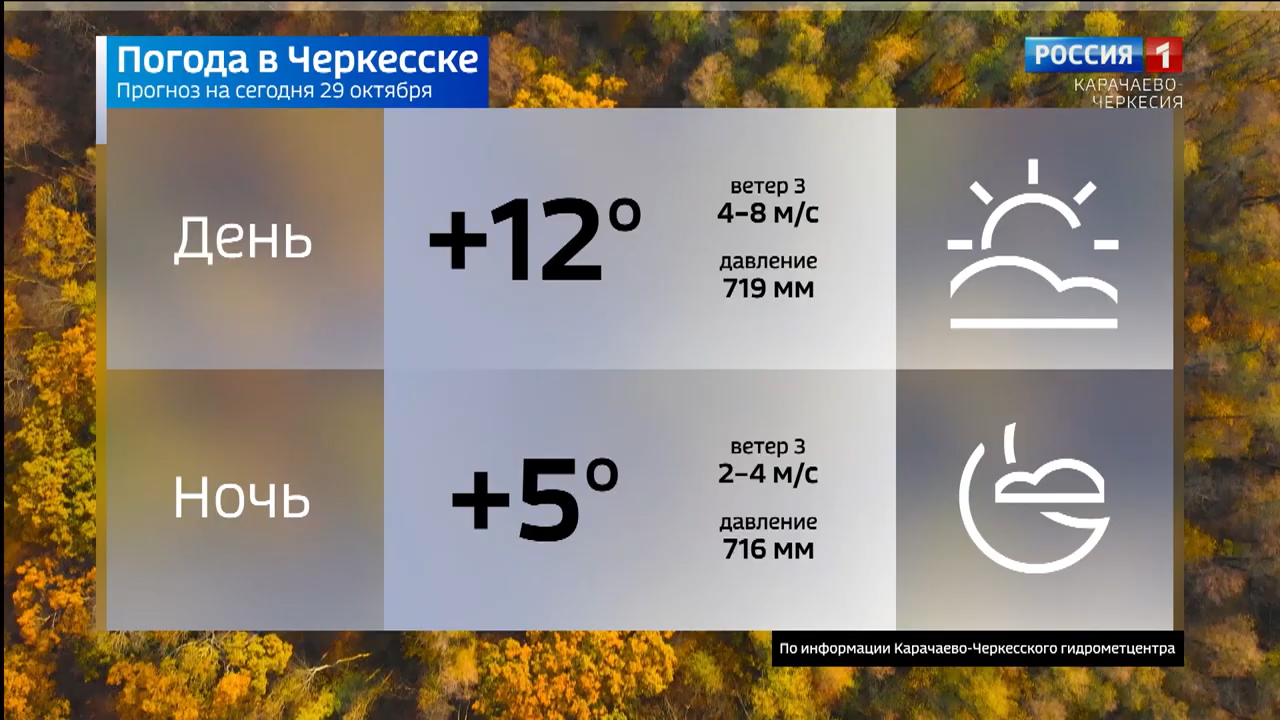 Погода в Черкесске
Прогноз на сегодня 29 октября
РОССИЯ 1
КАРАЧАЕВО-
ЧЕРКЕСИЯ
День
+12°
ветер З
4–8 м/с
давление
719 мм
Ночь
+5°
ветер З
2–4 м/с
давление
716 мм
По информации Карачаево-Черкесского гидрометцентра